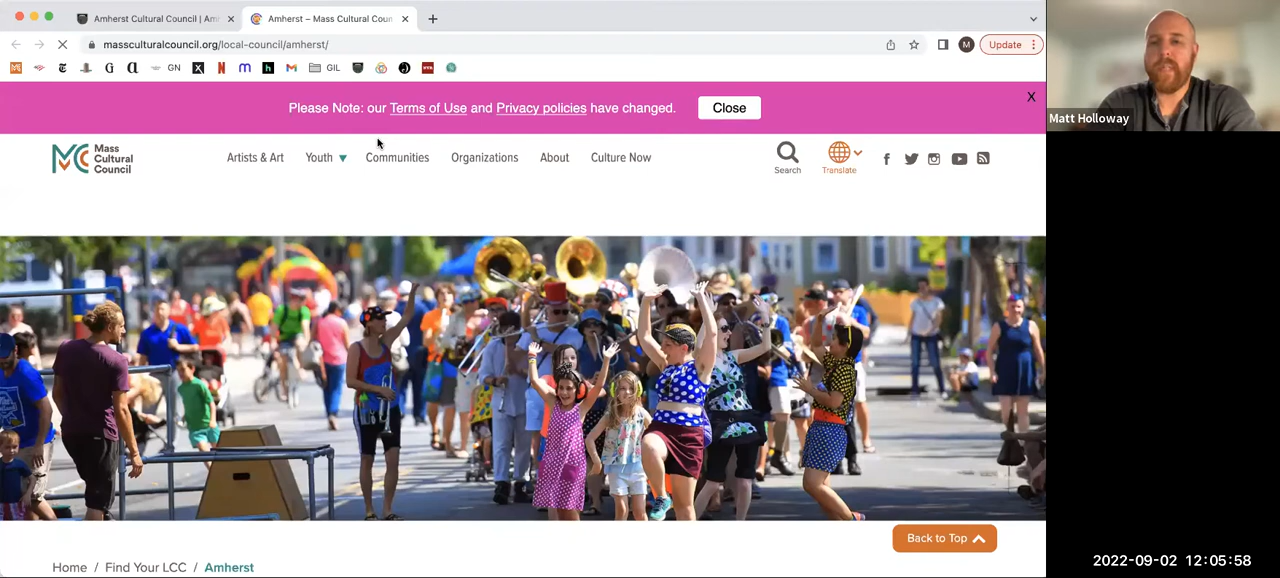 Amherst Cultural Council | Am
Amherst – Mass Cultural Coun
massculturalcouncil.org/local-council/amherst/
M
Update
GN
GIL
Please Note: our Terms of Use and Privacy policies have changed.
Close
X
Mass
Cultural
Council
Artists & Art
Youth
Communities
Organizations
About
Culture Now
Search
Translate
Back to Top
Home / Find Your LCC / Amherst
Matt Holloway
2022-09-02 12:05:58